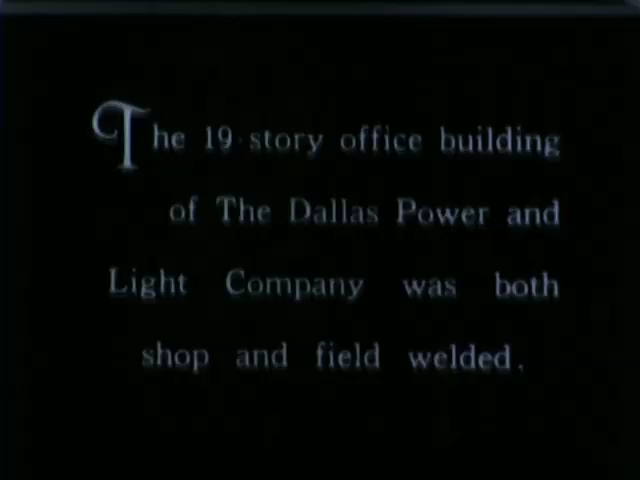 The 19-story office building
of The Dallas Power and
Light Company was both
shop and field welded.